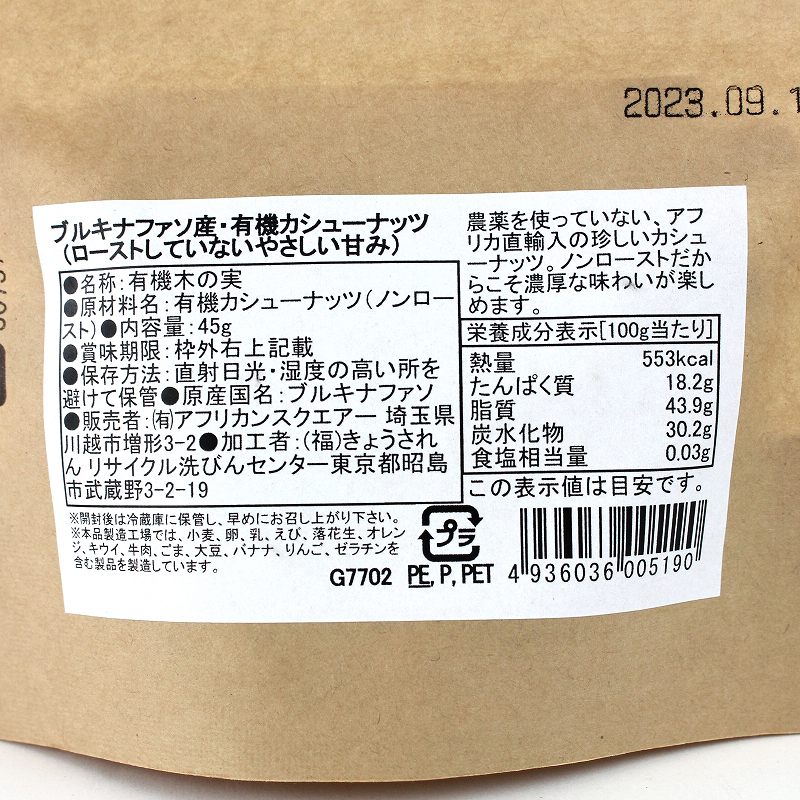 2023.09.1
ブルキナファソ産・有機カシューナッツ
(ローストしていないやさしい甘み)
●名称:有機木の実
●原材料名:有機カシューナッツ(ノンロー
スト)●内容量:45g
●賞味期限:枠外右上記載
●保存方法:直射日光・湿度の高い所を
避けて保管●原産国名:ブルキナファソ
●販売者:(有)アフリカンスクエアー 埼玉県
川越市増形3-2●加工者:(福)きょうされ
ん リサイクル洗びんセンター東京都昭島
市武蔵野3-2-19
※開封後は冷蔵庫に保管し、早めにお召し上がり下さい。
※本品製造工場では、小麦、卵、乳、えび、落花生、オレン
ジ、キウイ、牛肉、ごま、大豆、バナナ、りんご、ゼラチンを
含む製品を製造しています。
農薬を使っていない、アフ
リカ直輸入の珍しいカシュ
ーナッツ。ノンローストだか
らこそ濃厚な味わいが楽し
めます。
栄養成分表示[100g当たり]
熱量 553kcal
たんぱく質 18.2g
脂質 43.9g
炭水化物 30.2g
食塩相当量 0.03g
この表示値は目安です。
プラ
G7702 PE, P, PET
4 936036 005190